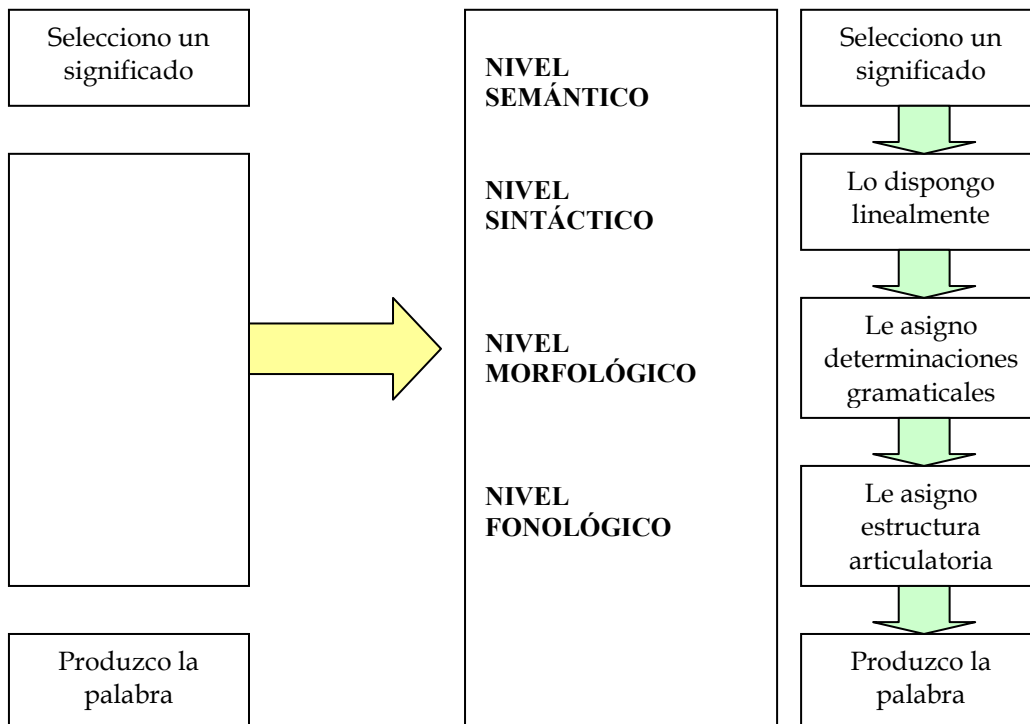 Selecciono un
significado
Produzco la
palabra
NIVEL
SEMÁNTICO
NIVEL
SINTÁCTICO
NIVEL
MORFOLÓGICO
NIVEL
FONOLÓGICO
Selecciono un
significado
Lo dispongo
linealmente
Le asigno
determinaciones
gramaticales
Le asigno
estructura
articulatoria
Produzco la
palabra